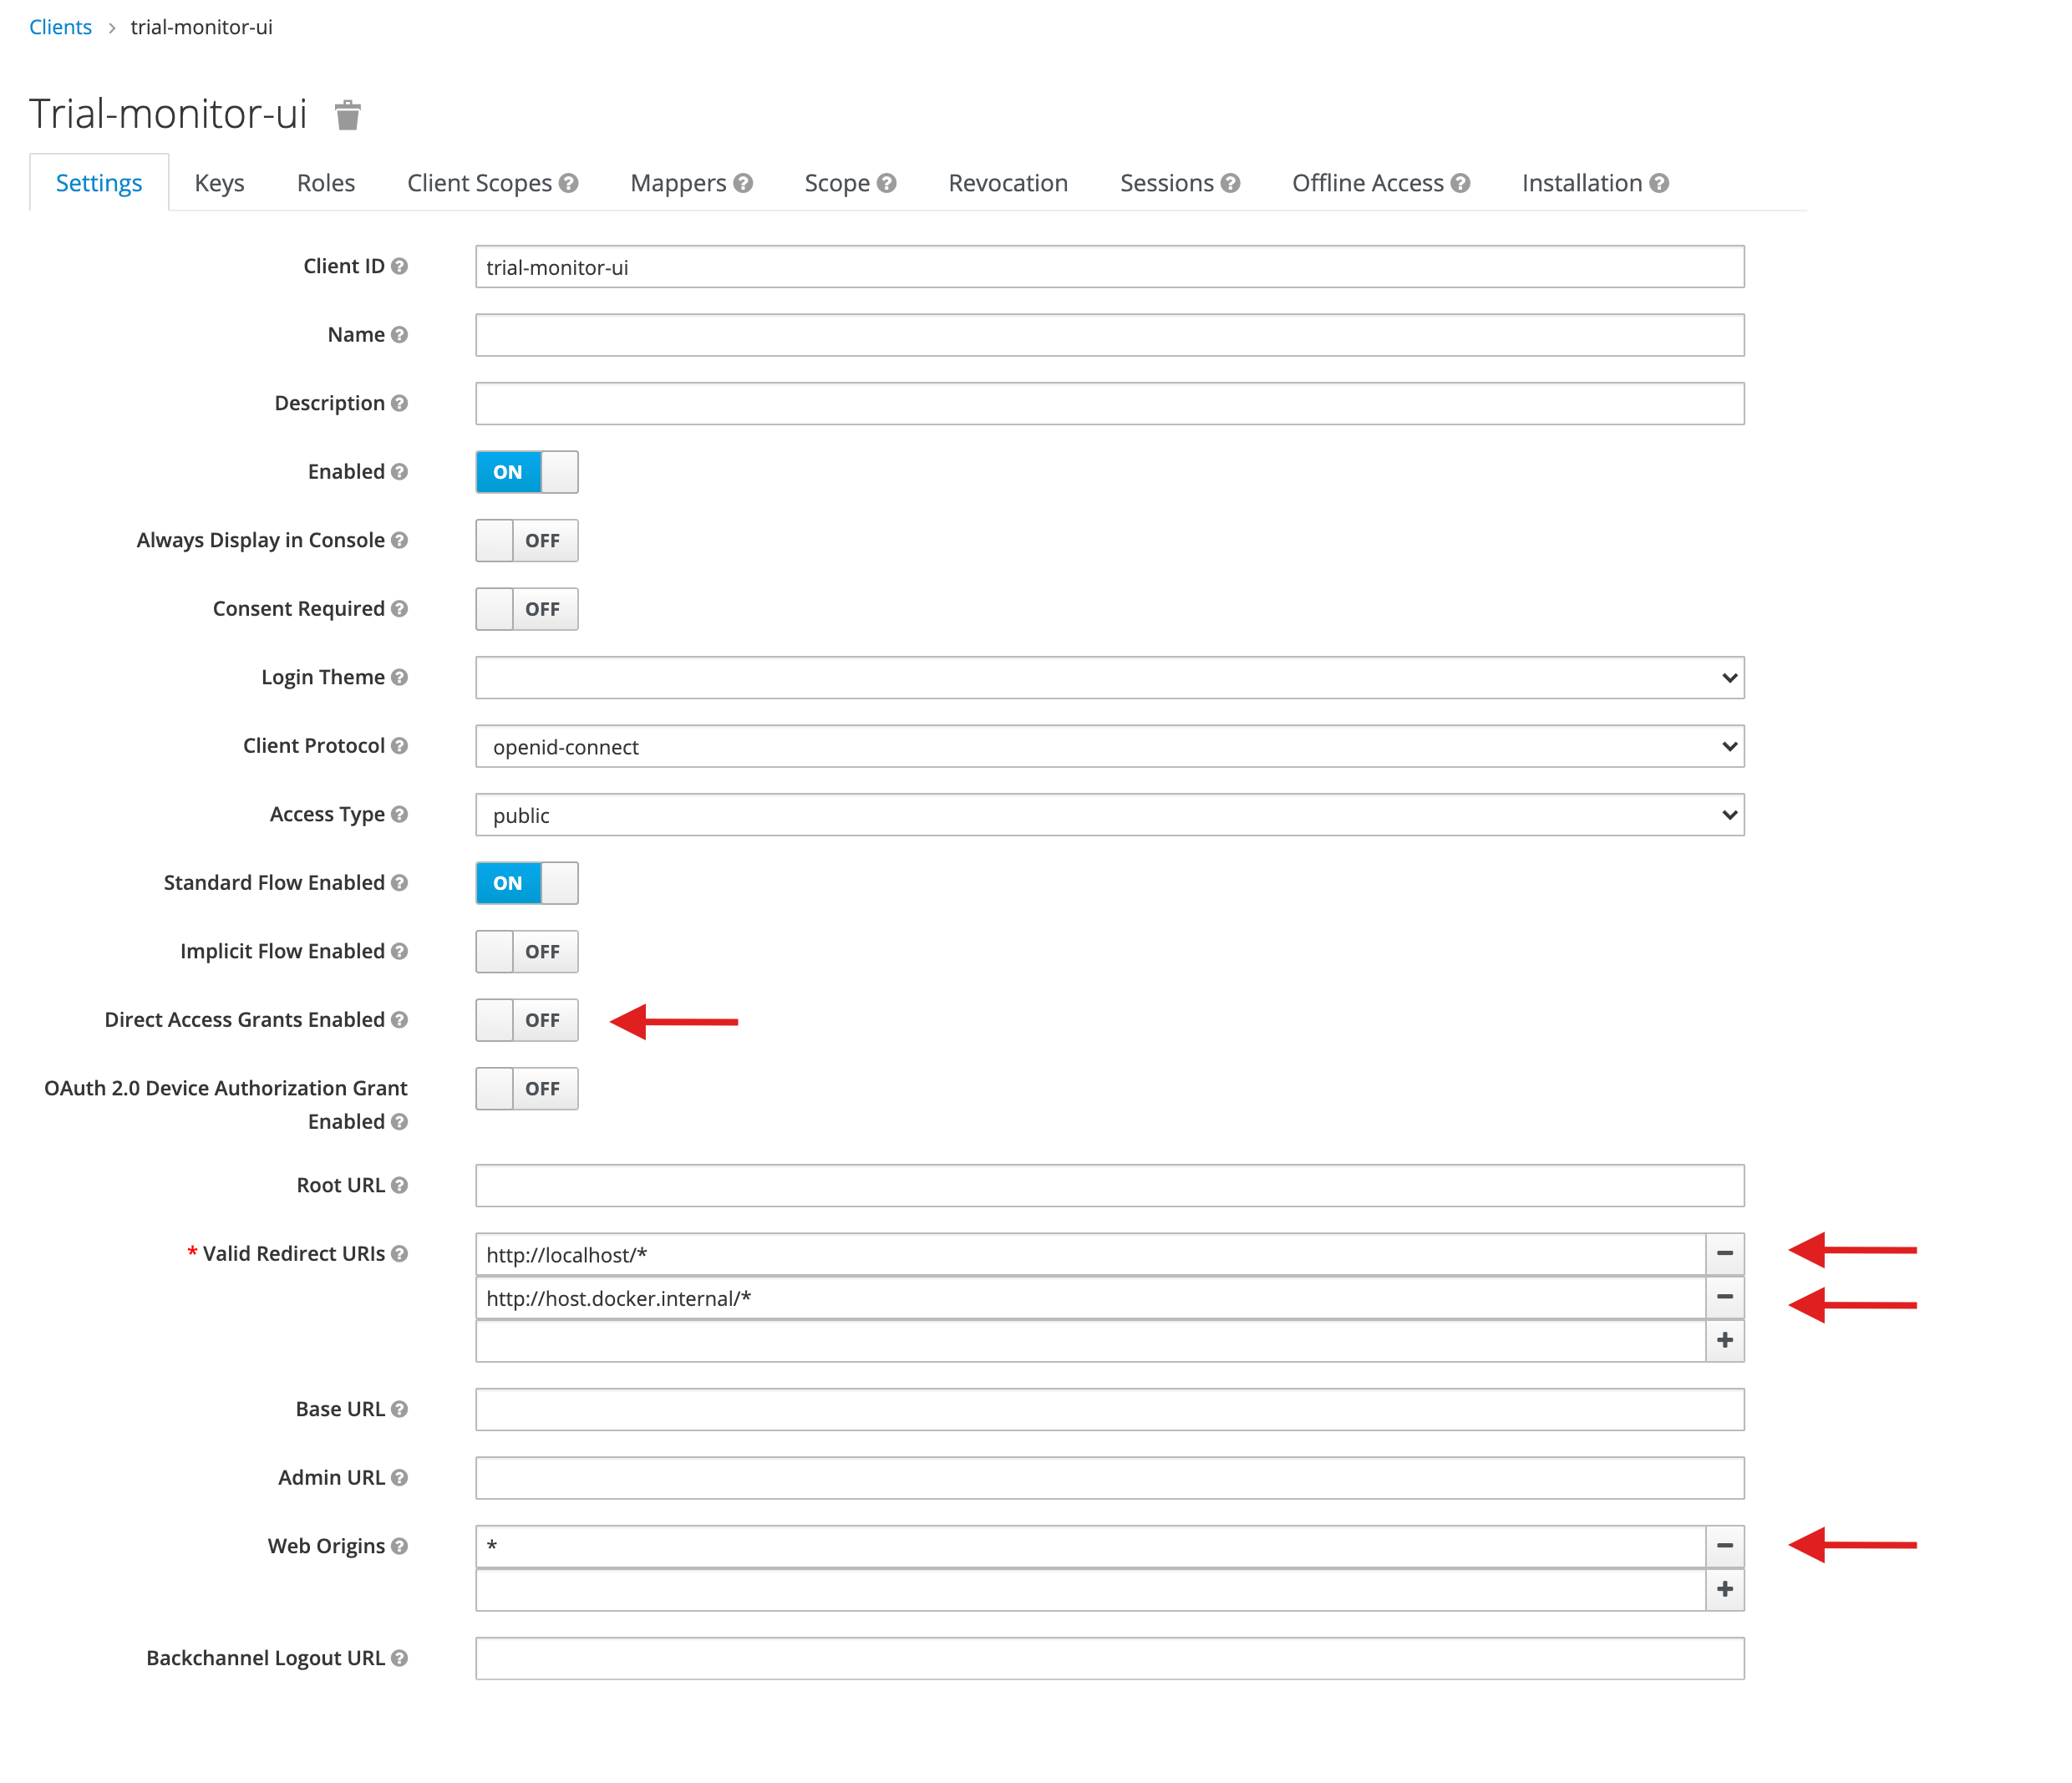 Clients › trial-monitor-ui
Trial-monitor-ui
Settings Keys Roles Client Scopes Mappers Scope Revocation Sessions Offline Access Installation
Client ID trial-monitor-ui
Name
Description
Enabled ON
Always Display in Console OFF
Consent Required OFF
Login Theme
Client Protocol openid-connect
Access Type public
Standard Flow Enabled ON
Implicit Flow Enabled OFF
Direct Access Grants Enabled OFF
OAuth 2.0 Device Authorization Grant OFF
Enabled
Root URL
* Valid Redirect URIs http://localhost/*
http://host.docker.internal/*
Base URL
Admin URL
Web Origins *
Backchannel Logout URL